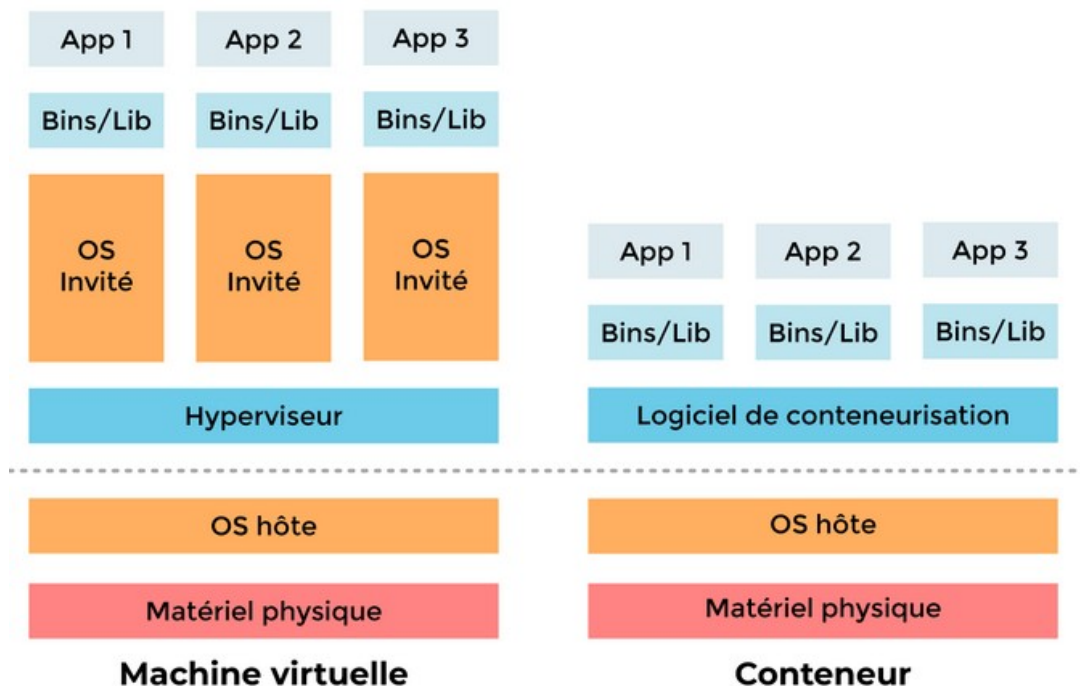 App 1
App 2
App 3
Bins/Lib
Bins/Lib
Bins/Lib
OS
Invité
OS
Invité
OS
Invité
Hyperviseur
OS hôte
Matériel physique
Machine virtuelle
App 1
App 2
App 3
Bins/Lib
Bins/Lib
Bins/Lib
Logiciel de conteneurisation
OS hôte
Matériel physique
Conteneur